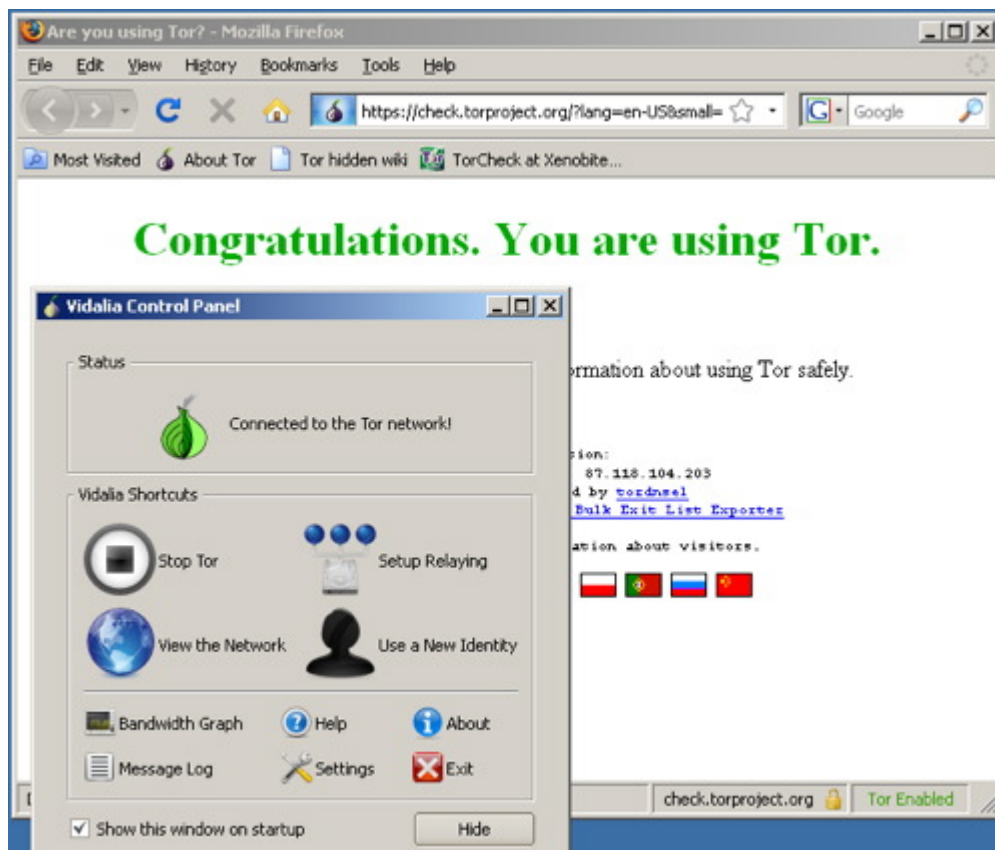 Are you using Tor? - Mozilla Firefox
File Edit View History Bookmarks Tools Help
https://check.torproject.org/?lang=en-US&small=
Google
Most Visited About Tor Tor hidden wiki TorCheck at Xenobite...
Congratulations. You are using Tor.
Vidalia Control Panel
Status
Connected to the Tor network!
ormation about using Tor safely.
sion:
87.118.104.203
d by tordnsel
Bulk Exit List Exporter
ation about visitors.
Vidalia Shortcuts
Stop Tor Setup Relaying
View the Network Use a New Identity
Bandwidth Graph Help About
Message Log Settings Exit
check.torproject.org Tor Enabled
Show this window on startup Hide